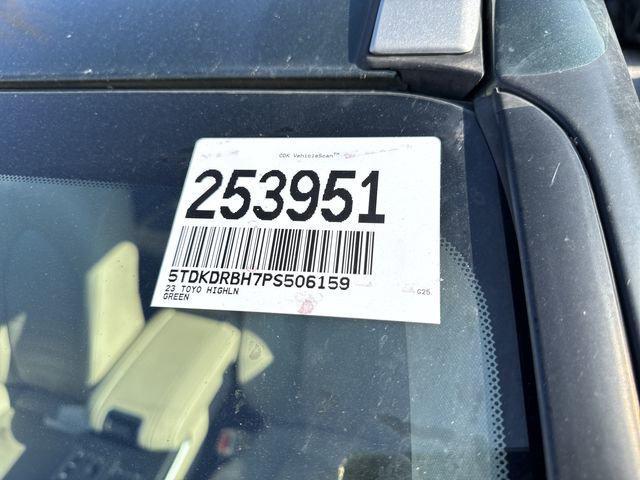 CDK VehicleScan™
253951
5TDKDRBH7PS506159
23 TOYO HIGHLN
GREEN
G25